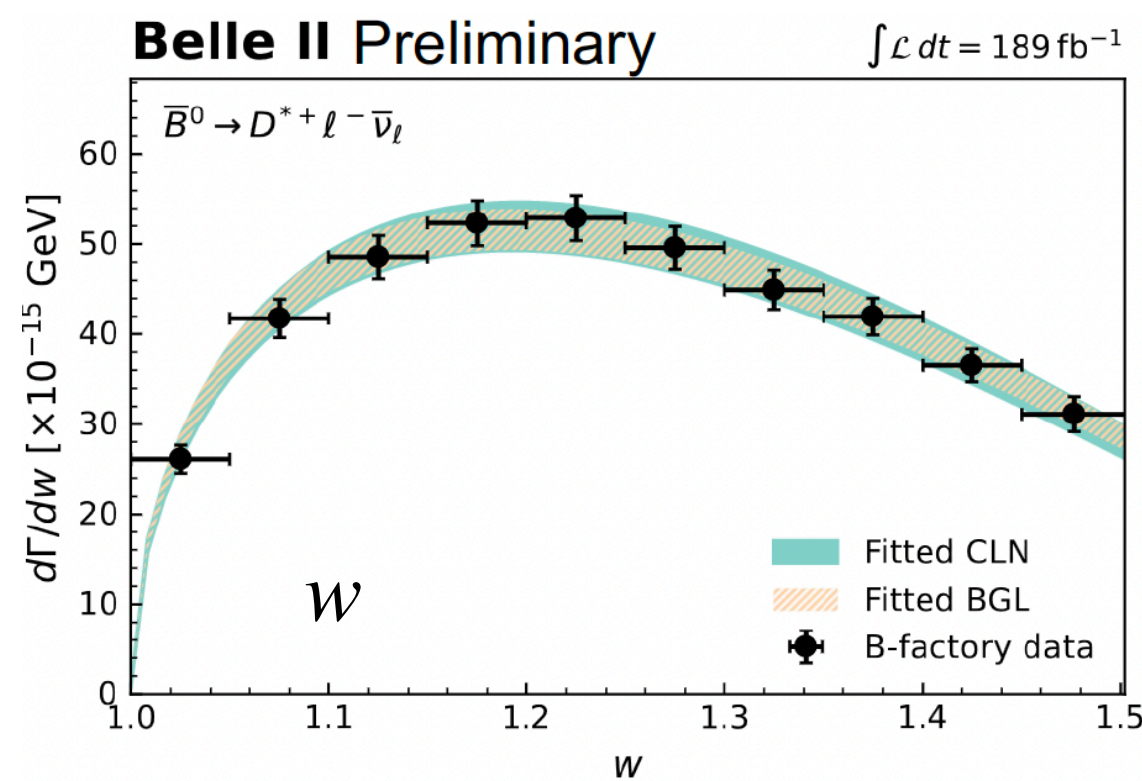 Belle II Preliminary
∫ℒ dt = 189 fb⁻¹
B̅⁰ → D*⁺ ℓ⁻ ν̅ℓ
dΓ/dw [×10⁻¹⁵ GeV]
60
50
40
30
20
10
0
w
Fitted CLN
Fitted BGL
B-factory data
1.0 1.1 1.2 1.3 1.4 1.5
w